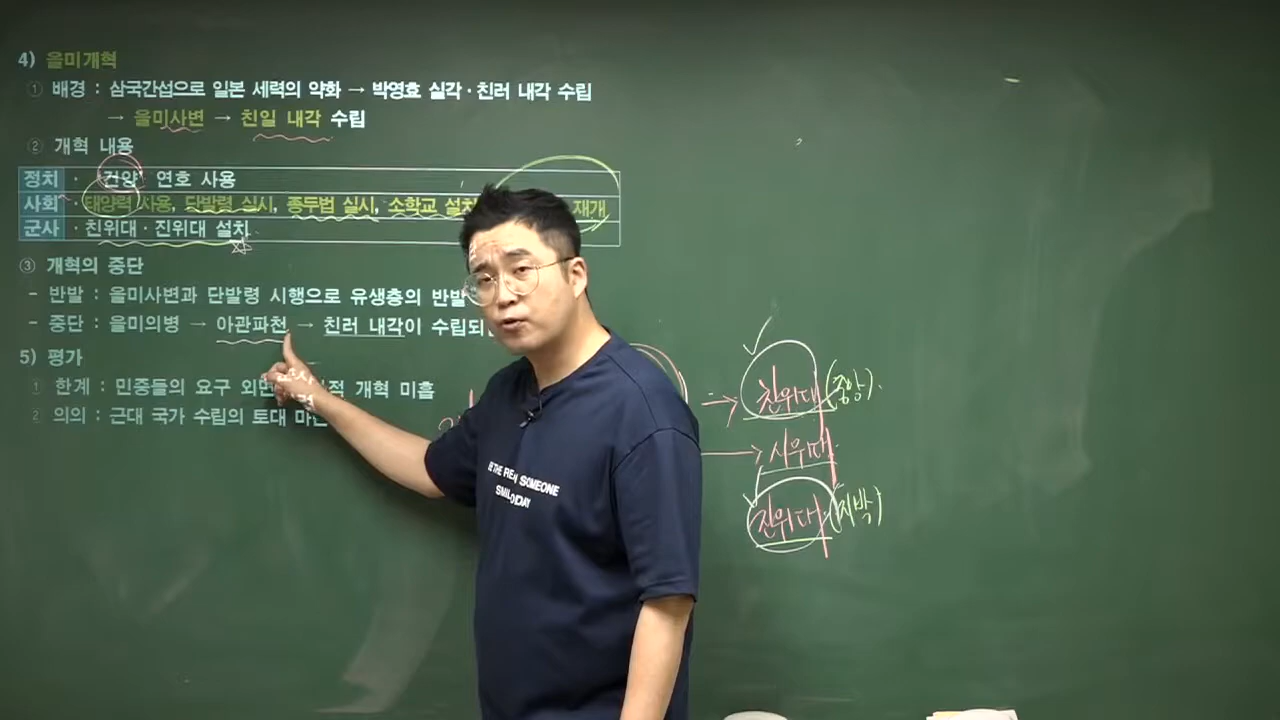 4) 을미개혁
① 배경 : 삼국간섭으로 일본 세력의 약화 → 박영호 실각 · 친러 내각 수립
→ 을미사변 → 친일 내각 수립
② 개혁 내용
정치 · 건양 연호 사용
사회 · 태양력 사용, 단발령 실시, 종두법 실시, 소학교 설치 재개
군사 · 친위대 · 진위대 설치
③ 개혁의 중단
- 반발 : 을미사변과 단발령 시행으로 유생층의 반발
- 중단 : 을미의병 → 아관파천 → 친러 내각이 수립되
5) 평가
① 한계 : 민중들의 요구 외면 적 개혁 미흡
② 의의 : 근대 국가 수립의 토대 마련
→ 친위대 (중앙)
→ 시위대
진위대 (지방)
BE THE REAL SOMEONE